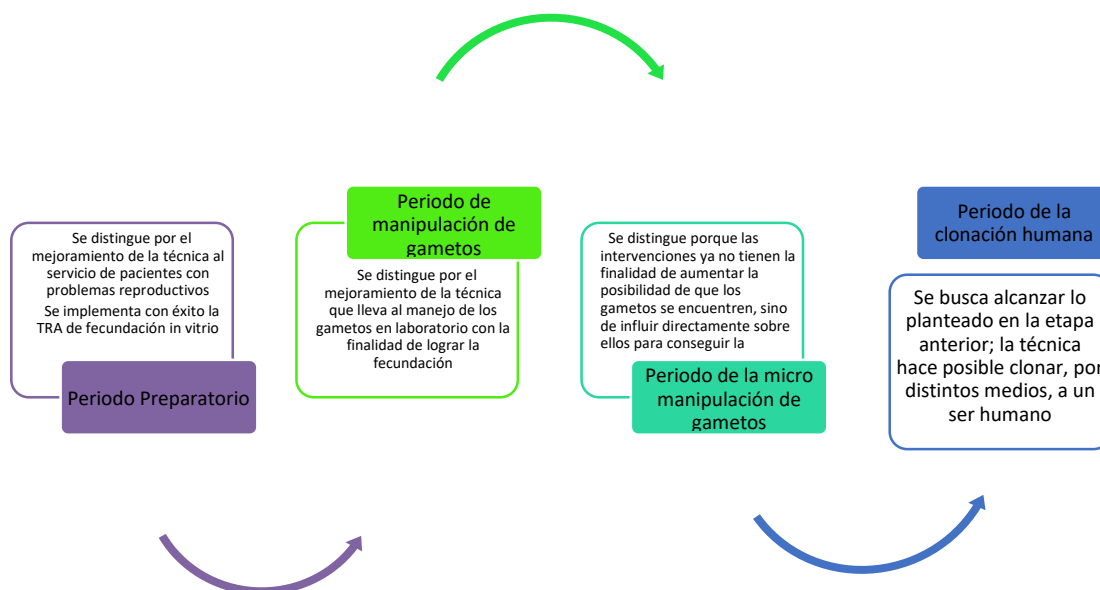 Se distingue por el
mejoramiento de la técnica al
servicio de pacientes con
problemas reproductivos
Se implementa con éxito la
TRA de fecundación in vitrio
Periodo Preparatorio
Periodo de
manipulación de
gametos
Se distingue por el
mejoramiento de la técnica
que lleva al manejo de los
gametos en laboratorio con la
finalidad de lograr la
fecundación
Se distingue porque las
intervenciones ya no tienen la
finalidad de aumentar la
posibilidad de que los
gametos se encuentren, sino
de influir directamente sobre
ellos para conseguir la
Periodo de la micro
manipulación de
gametos
Periodo de la
clonación humana
Se busca alcanzar lo
planteado en la etapa
anterior; la técnica
hace posible clonar, por
distintos medios, a un
ser humano